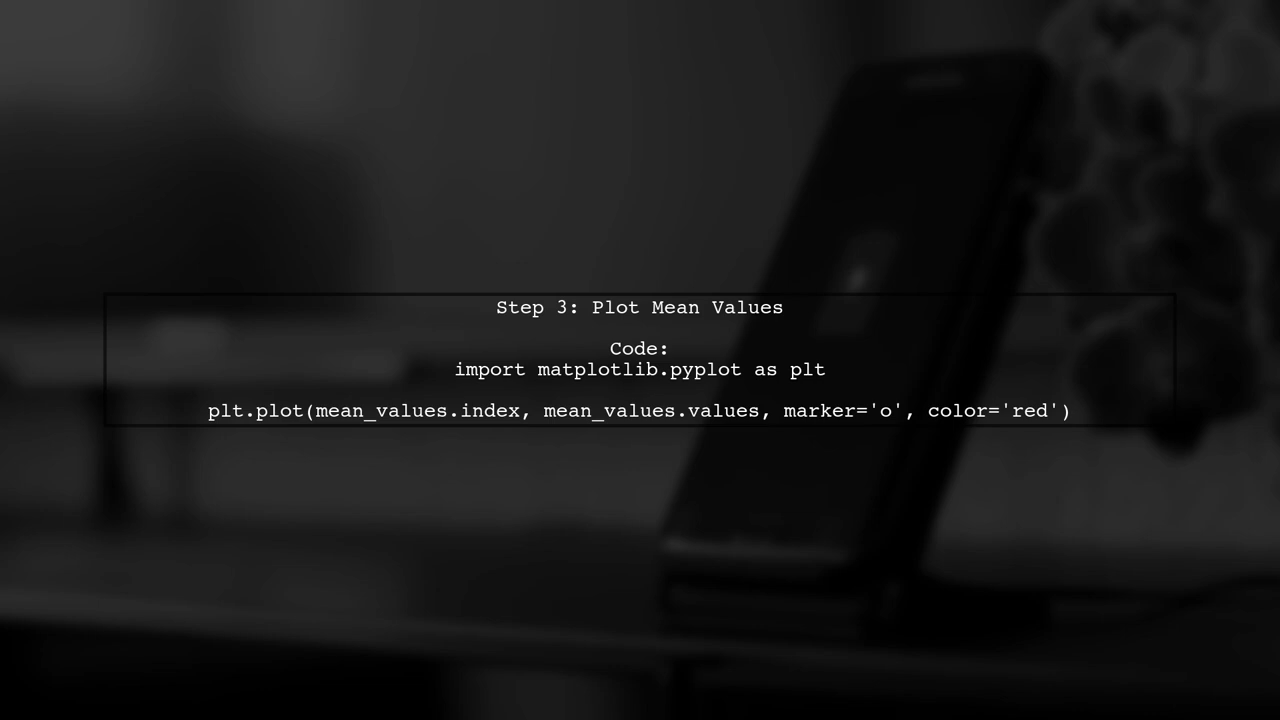 Step 3: Plot Mean Values
Code:
import matplotlib.pyplot as plt
plt.plot(mean_values.index, mean_values.values, marker='o', color='red')